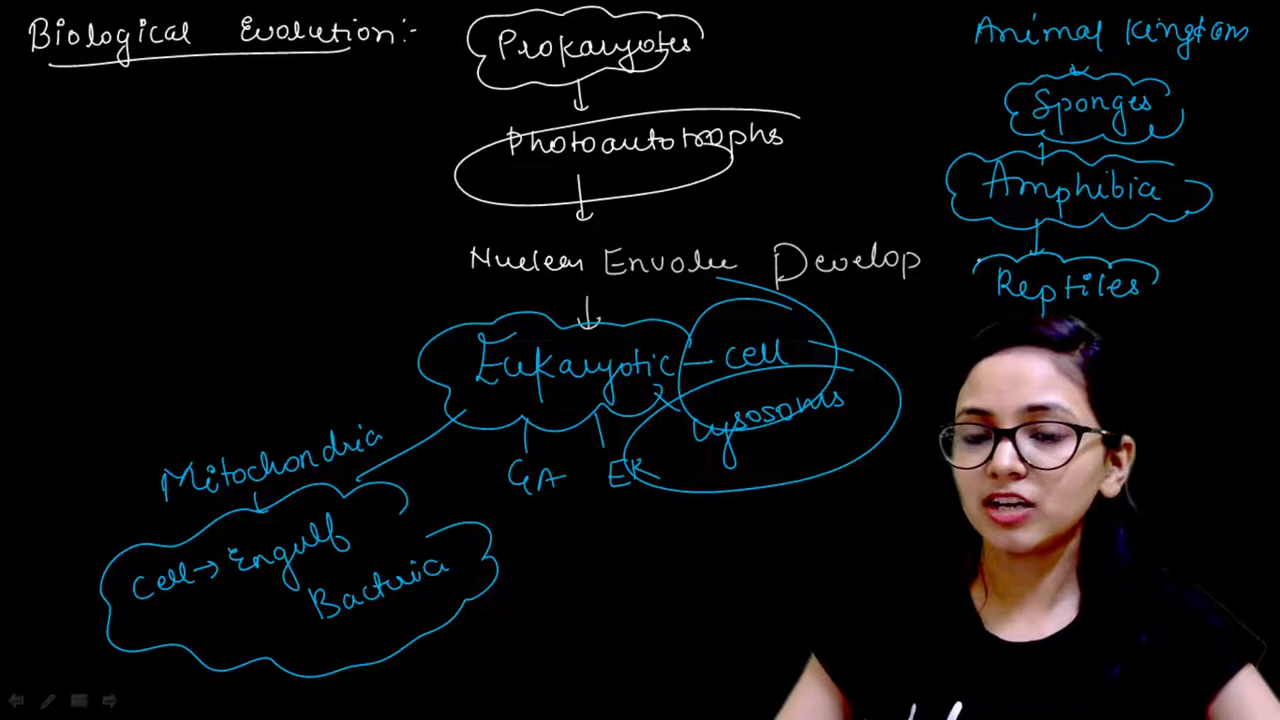 Biological Evolution:-
Prokaryotes
Photoautotrophs
Nuclear Envolu Develop
Eukaryotic - cell
lysosoms
GA
ER
Mitochondria
Cell → Engulf
Bacteria
Animal Kingdom
Sponges
Amphibia
Reptiles